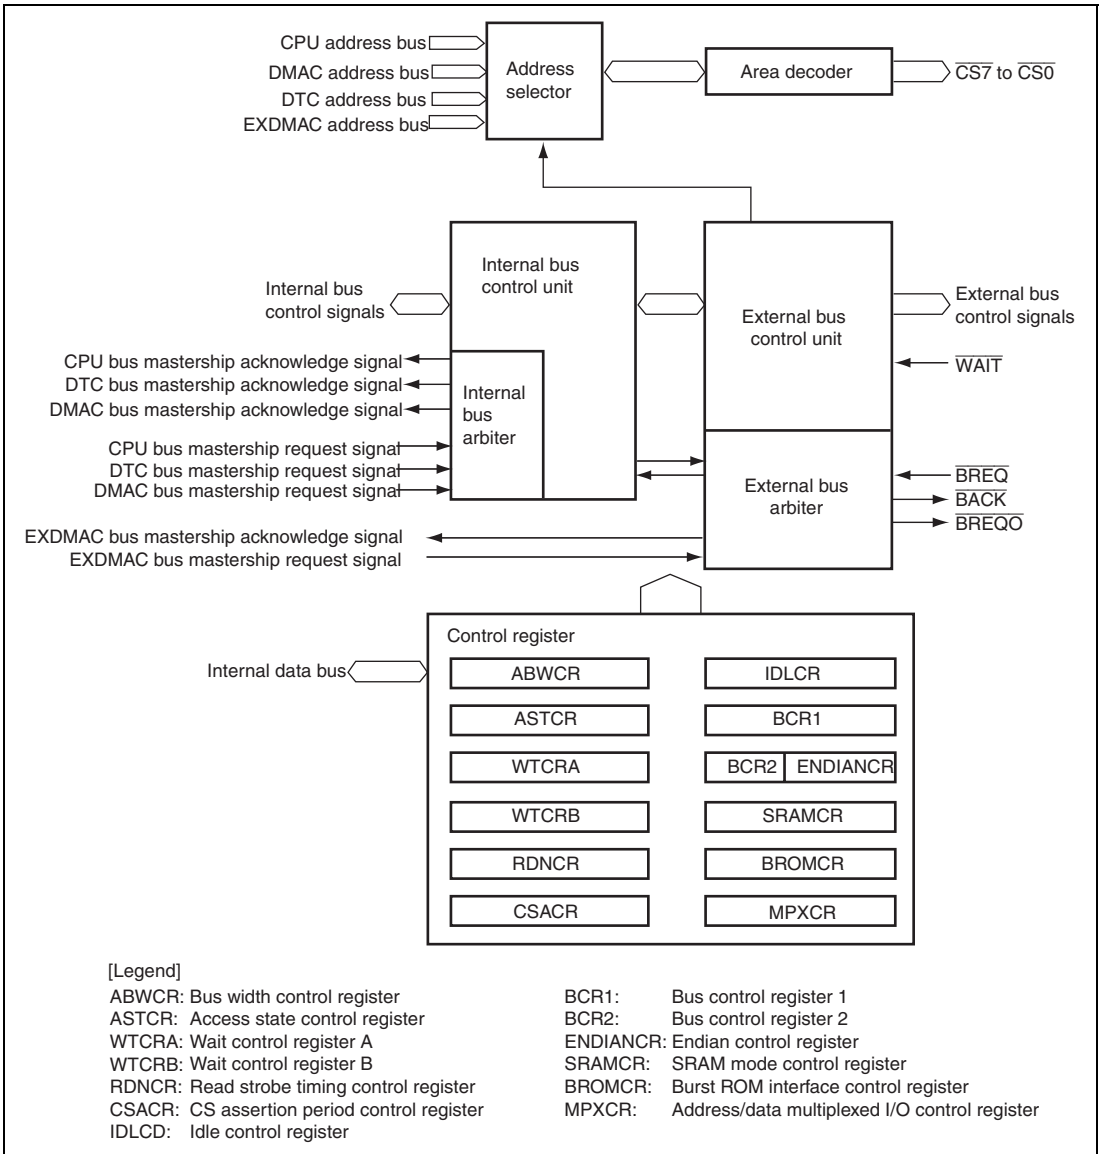 CPU address bus
DMAC address bus
DTC address bus
EXDMAC address bus
Address
selector
Area decoder
CS7 to CS0
Internal bus
control signals
Internal bus
control unit
External bus
control unit
External bus
control signals
WAIT
CPU bus mastership acknowledge signal
DTC bus mastership acknowledge signal
DMAC bus mastership acknowledge signal
Internal
bus
arbiter
CPU bus mastership request signal
DTC bus mastership request signal
DMAC bus mastership request signal
External bus
arbiter
BREQ
BACK
BREQO
EXDMAC bus mastership acknowledge signal
EXDMAC bus mastership request signal
Control register
Internal data bus
ABWCR
IDLCR
ASTCR
BCR1
WTCRA
BCR2
ENDIANCR
WTCRB
SRAMCR
RDNCR
BROMCR
CSACR
MPXCR
[Legend]
ABWCR: Bus width control register
ASTCR: Access state control register
WTCRA: Wait control register A
WTCRB: Wait control register B
RDNCR: Read strobe timing control register
CSACR: CS assertion period control register
IDLCD: Idle control register
BCR1: Bus control register 1
BCR2: Bus control register 2
ENDIANCR: Endian control register
SRAMCR: SRAM mode control register
BROMCR: Burst ROM interface control register
MPXCR: Address/data multiplexed I/O control register